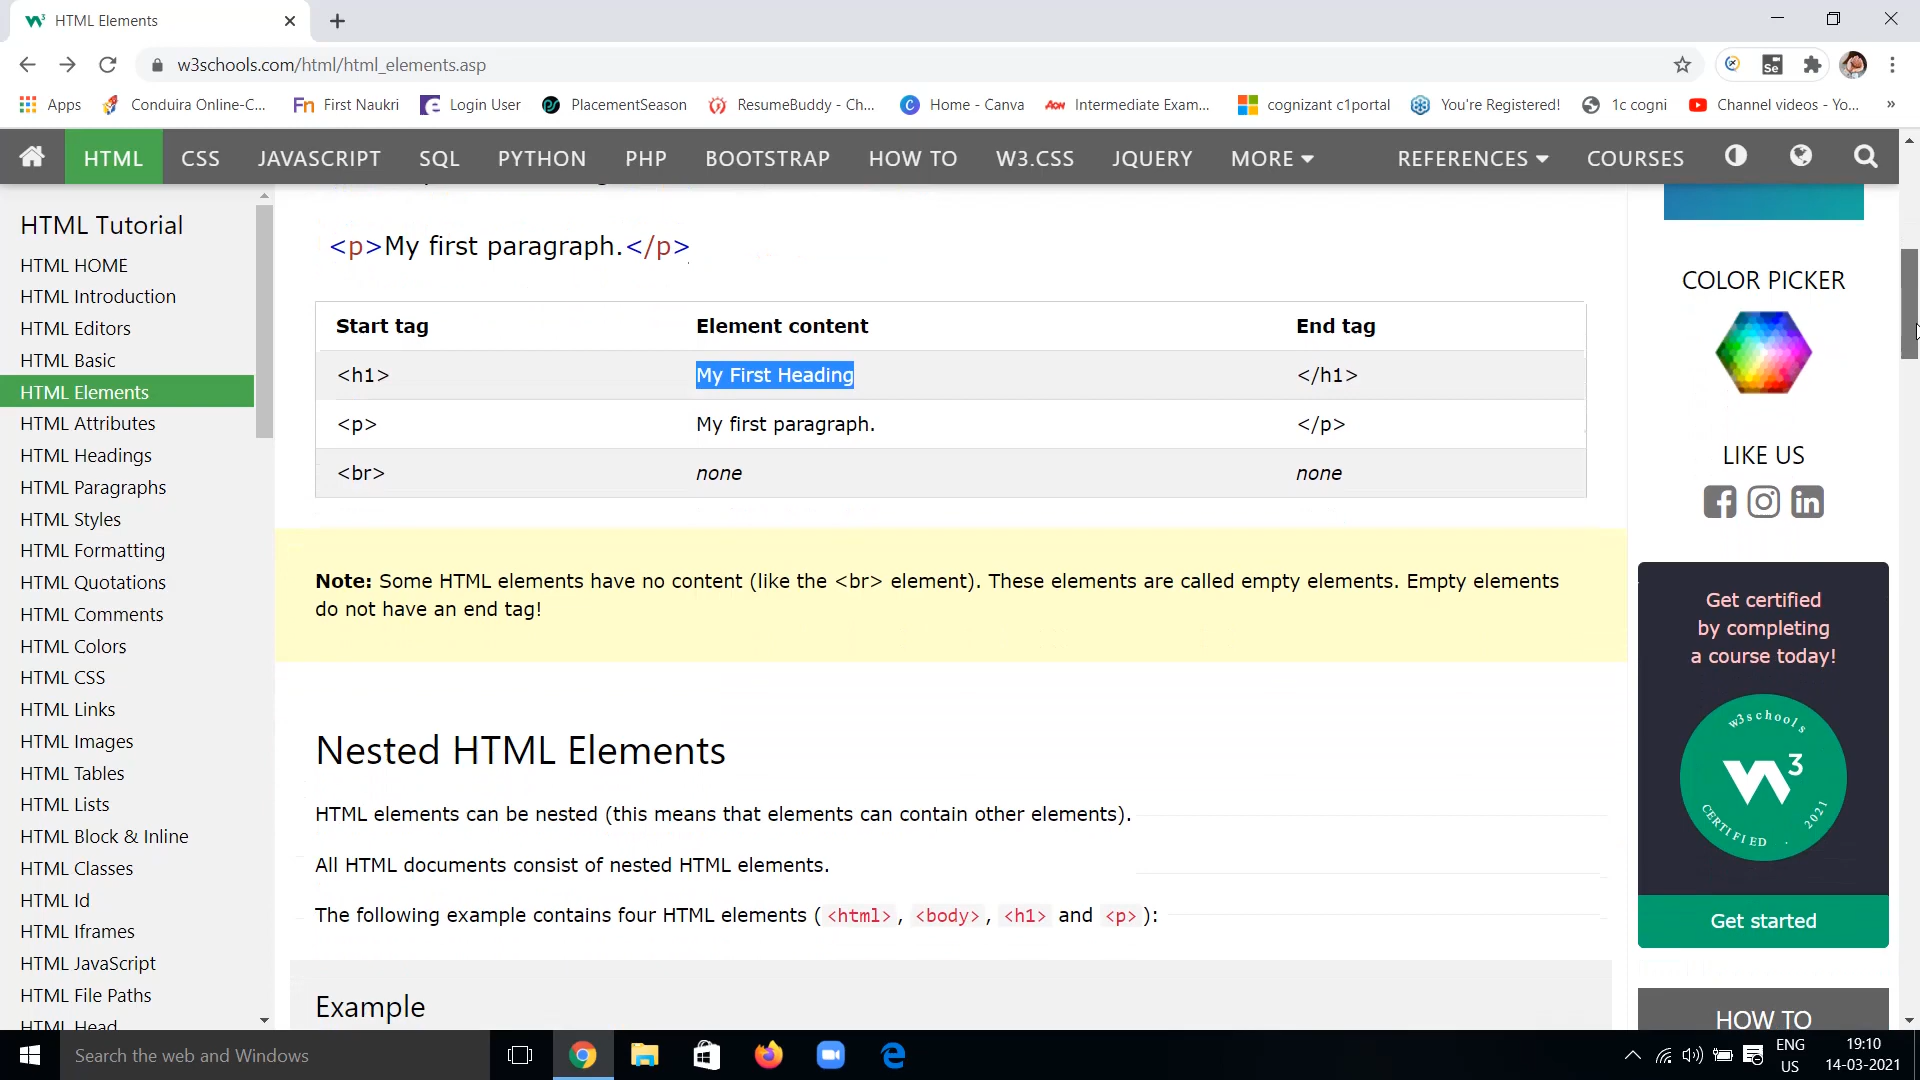 HTML Elements
w3schools.com/html/html_elements.asp
Apps
Conduira Online-C...
First Naukri
Login User
PlacementSeason
ResumeBuddy - Ch...
Home - Canva
Intermediate Exam...
cognizant c1portal
You're Registered!
1c cogni
Channel videos - Yo...
»
HTML CSS JAVASCRIPT SQL PYTHON PHP BOOTSTRAP HOW TO W3.CSS JQUERY MORE REFERENCES COURSES
HTML Tutorial
HTML HOME
HTML Introduction
HTML Editors
HTML Basic
HTML Elements
HTML Attributes
HTML Headings
HTML Paragraphs
HTML Styles
HTML Formatting
HTML Quotations
HTML Comments
HTML Colors
HTML CSS
HTML Links
HTML Images
HTML Tables
HTML Lists
HTML Block & Inline
HTML Classes
HTML Id
HTML Iframes
HTML JavaScript
HTML File Paths
HTML Head
<p>My first paragraph.</p>
Start tag Element content End tag
<h1> My First Heading </h1>
<p> My first paragraph. </p>
<br> none none
Note: Some HTML elements have no content (like the <br> element). These elements are called empty elements. Empty elements
do not have an end tag!
Nested HTML Elements
HTML elements can be nested (this means that elements can contain other elements).
All HTML documents consist of nested HTML elements.
The following example contains four HTML elements ( <html> , <body> , <h1> and <p> ):
Example
COLOR PICKER
LIKE US
Get certified
by completing
a course today!
w3schools
W3
CERTIFIED . 2021
Get started
HOW TO
Search the web and Windows
ENG
US
19:10
14-03-2021